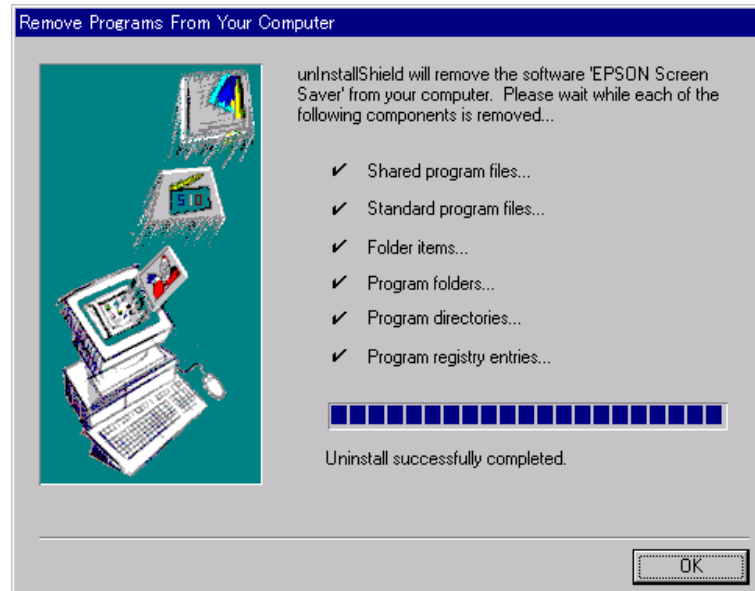 Remove Programs From Your Computer
unInstallShield will remove the software 'EPSON Screen
Saver' from your computer. Please wait while each of the
following components is removed...
Shared program files...
Standard program files...
Folder items...
Program folders...
Program directories...
Program registry entries...
Uninstall successfully completed.
OK